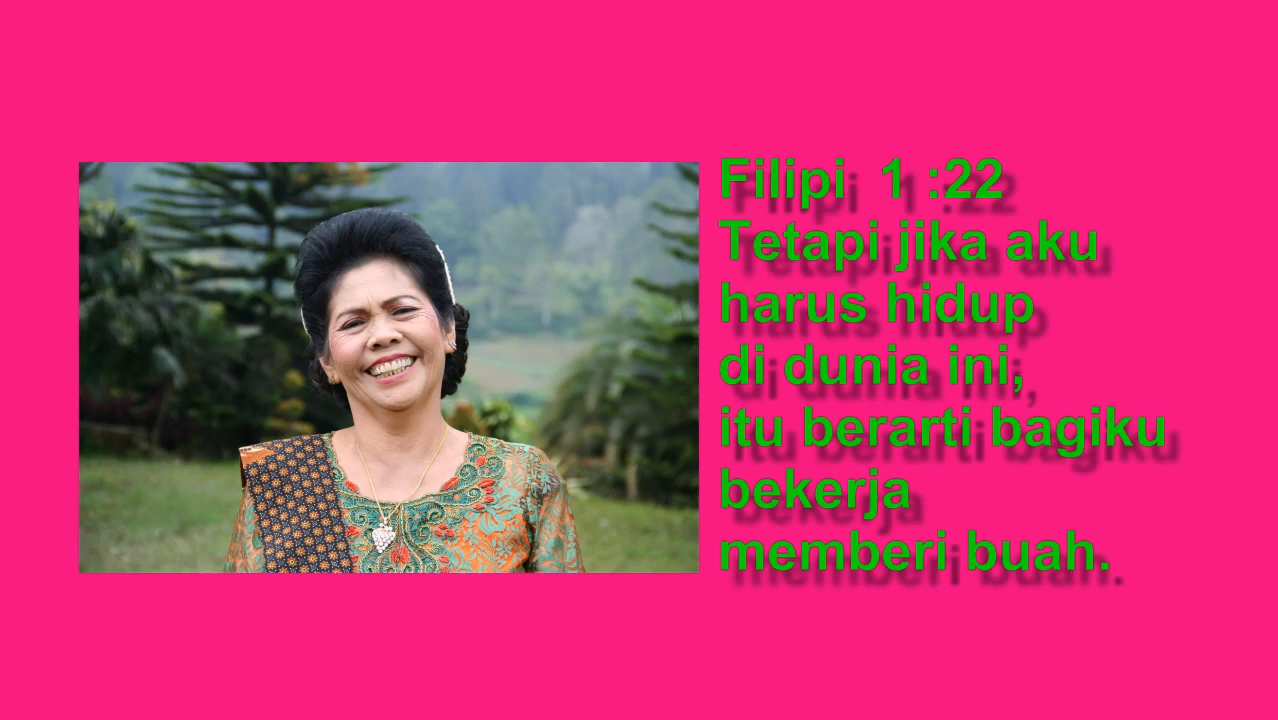 Filipi  1 :22
Tetapi jika aku
harus hidup
di dunia ini,
itu berarti bagiku
bekerja
memberi buah.